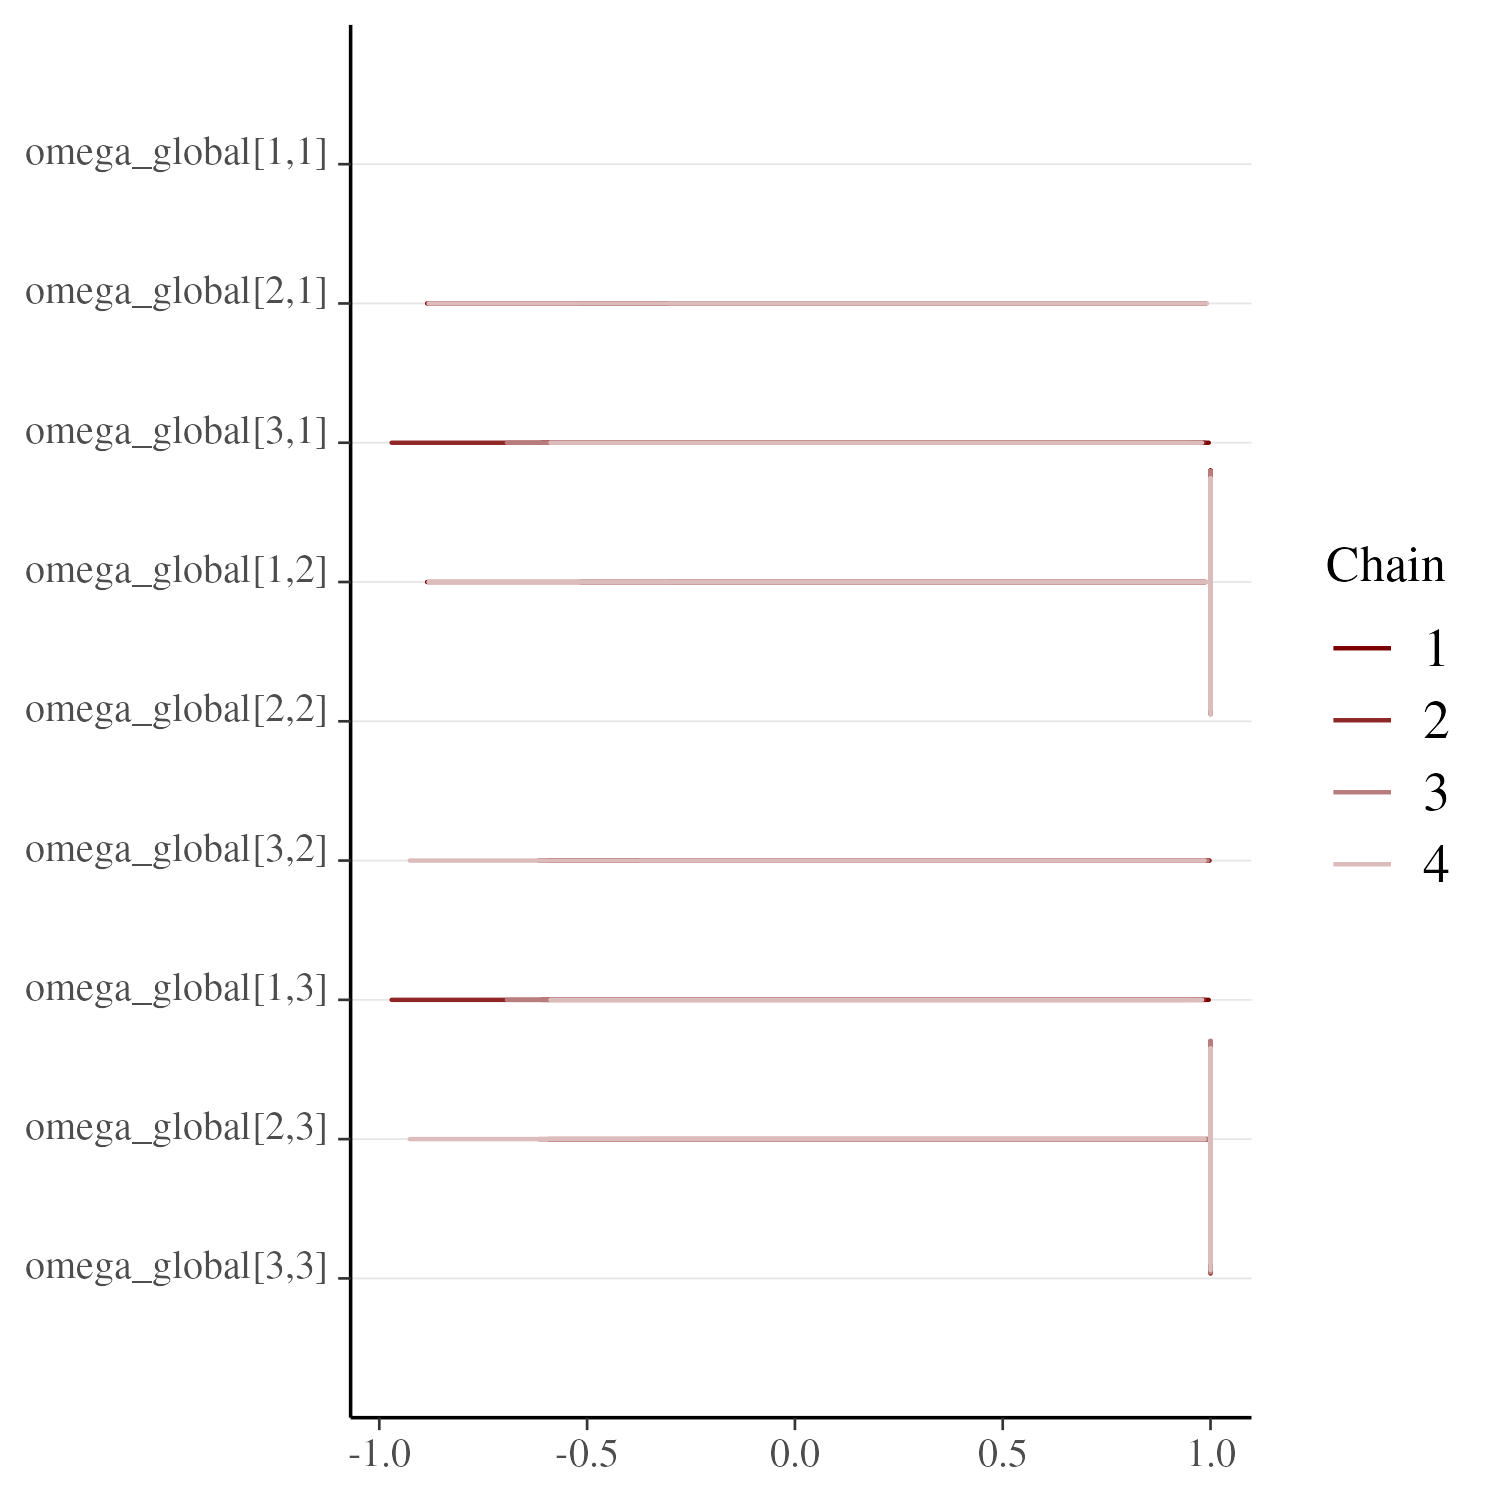 omega_global[1,1]
omega_global[2,1]
omega_global[3,1]
omega_global[1,2]
omega_global[2,2]
omega_global[3,2]
omega_global[1,3]
omega_global[2,3]
omega_global[3,3]
-1.0 -0.5 0.0 0.5 1.0
Chain
1
2
3
4